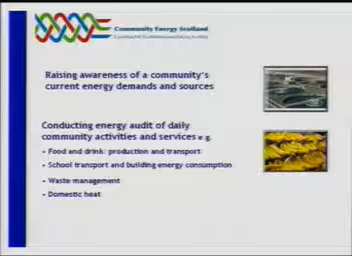 Community Energy Scotland
Raising awareness of a community's
current energy demands and sources
Conducting energy audit of daily
community activities and services e.g.
• Food and drink: production and transport
• School transport and building energy consumption
• Waste management
• Domestic heat